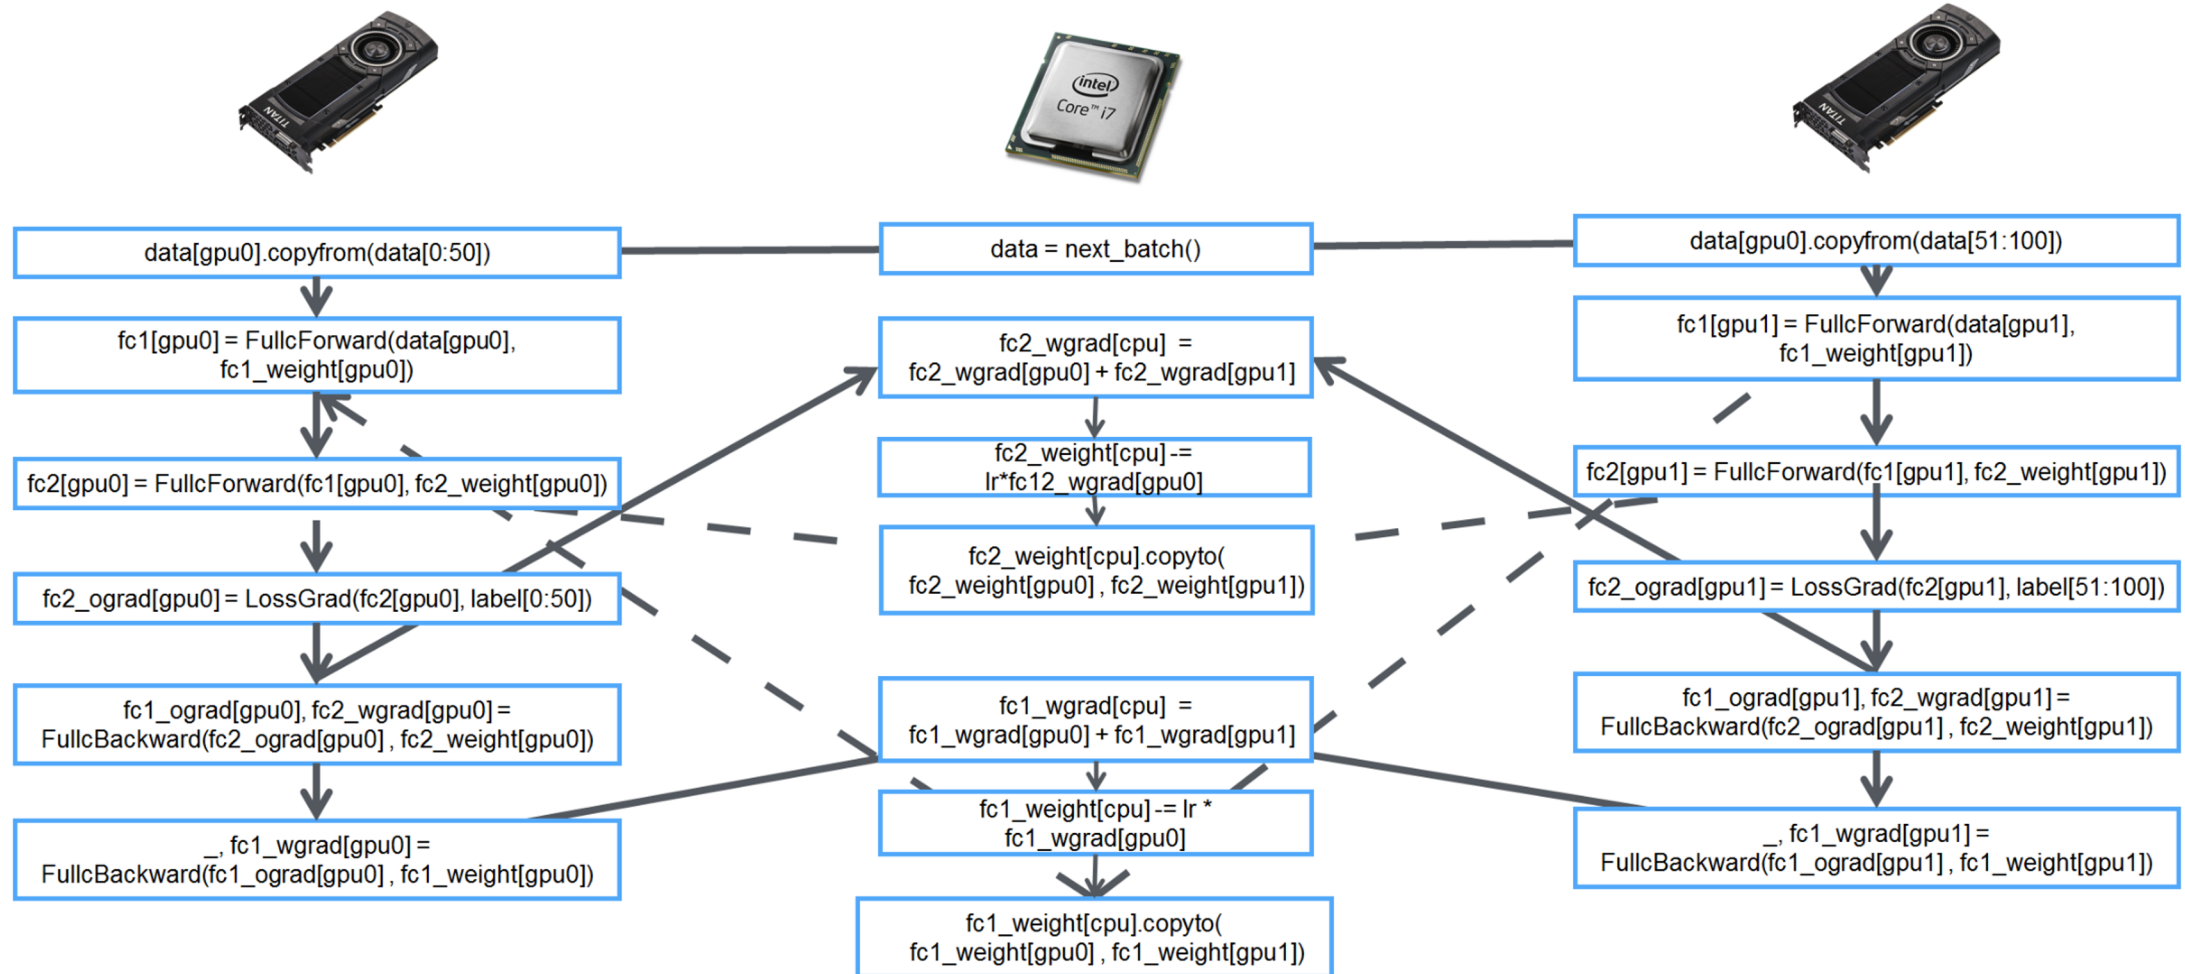 TITAN
intel
Core™ i7
TITAN
data[gpu0].copyfrom(data[0:50])
fc1[gpu0] = FullcForward(data[gpu0],
fc1_weight[gpu0])
fc2[gpu0] = FullcForward(fc1[gpu0], fc2_weight[gpu0])
fc2_ograd[gpu0] = LossGrad(fc2[gpu0], label[0:50])
fc1_ograd[gpu0], fc2_wgrad[gpu0] =
FullcBackward(fc2_ograd[gpu0] , fc2_weight[gpu0])
_, fc1_wgrad[gpu0] =
FullcBackward(fc1_ograd[gpu0] , fc1_weight[gpu0])
data = next_batch()
fc2_wgrad[cpu] =
fc2_wgrad[gpu0] + fc2_wgrad[gpu1]
fc2_weight[cpu] -=
lr*fc12_wgrad[gpu0]
fc2_weight[cpu].copyto(
fc2_weight[gpu0] , fc2_weight[gpu1])
fc1_wgrad[cpu] =
fc1_wgrad[gpu0] + fc1_wgrad[gpu1]
fc1_weight[cpu] -= lr *
fc1_wgrad[gpu0]
fc1_weight[cpu].copyto(
fc1_weight[gpu0] , fc1_weight[gpu1])
data[gpu0].copyfrom(data[51:100])
fc1[gpu1] = FullcForward(data[gpu1],
fc1_weight[gpu1])
fc2[gpu1] = FullcForward(fc1[gpu1], fc2_weight[gpu1])
fc2_ograd[gpu1] = LossGrad(fc2[gpu1], label[51:100])
fc1_ograd[gpu1], fc2_wgrad[gpu1] =
FullcBackward(fc2_ograd[gpu1] , fc2_weight[gpu1])
_, fc1_wgrad[gpu1] =
FullcBackward(fc1_ograd[gpu1] , fc1_weight[gpu1])